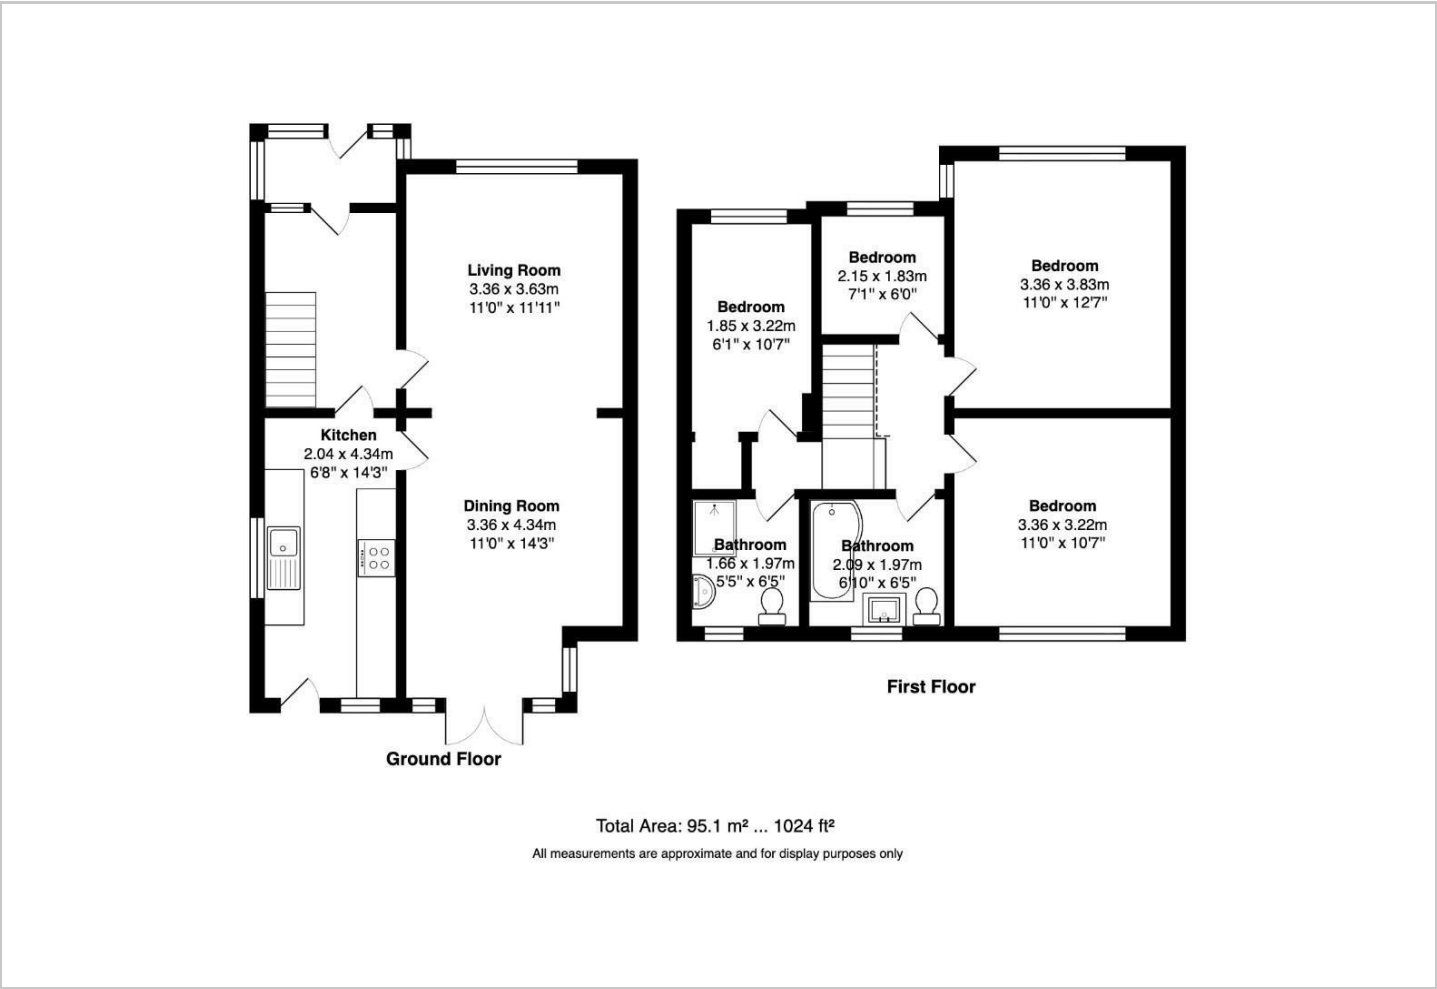 Living Room
3.36 x 3.63m
11'0" x 11'11"
Kitchen
2.04 x 4.34m
6'8" x 14'3"
Dining Room
3.36 x 4.34m
11'0" x 14'3"
Ground Floor
Bedroom
1.85 x 3.22m
6'1" x 10'7"
Bedroom
2.15 x 1.83m
7'1" x 6'0"
Bedroom
3.36 x 3.83m
11'0" x 12'7"
Bathroom
1.66 x 1.97m
5'5" x 6'5"
Bathroom
2.09 x 1.97m
6'10" x 6'5"
Bedroom
3.36 x 3.22m
11'0" x 10'7"
First Floor
Total Area: 95.1 m² ... 1024 ft²
All measurements are approximate and for display purposes only